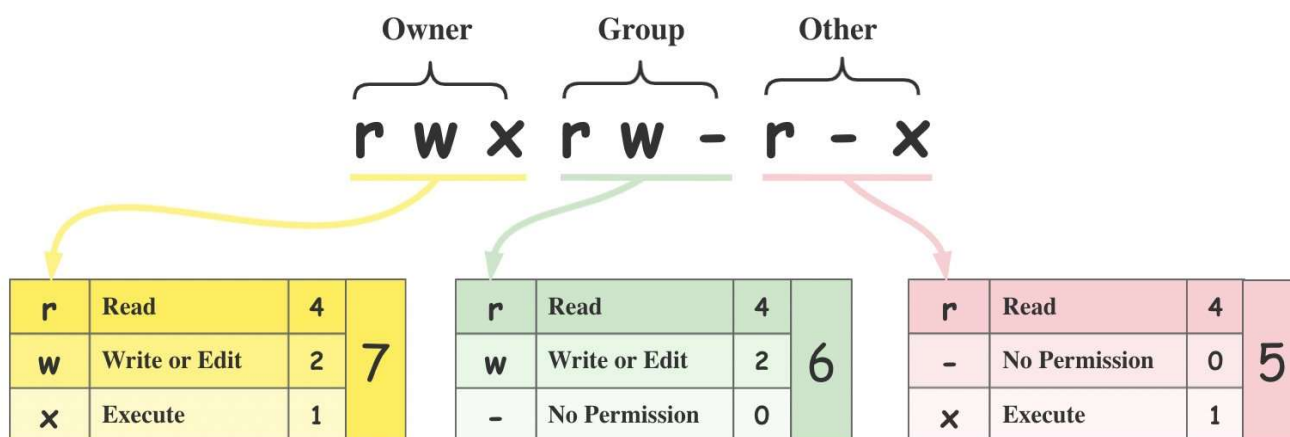 Owner Group Other
r w x r w - r - x
r Read 4
w Write or Edit 2
x Execute 1
7
r Read 4
w Write or Edit 2
- No Permission 0
6
r Read 4
- No Permission 0
x Execute 1
5